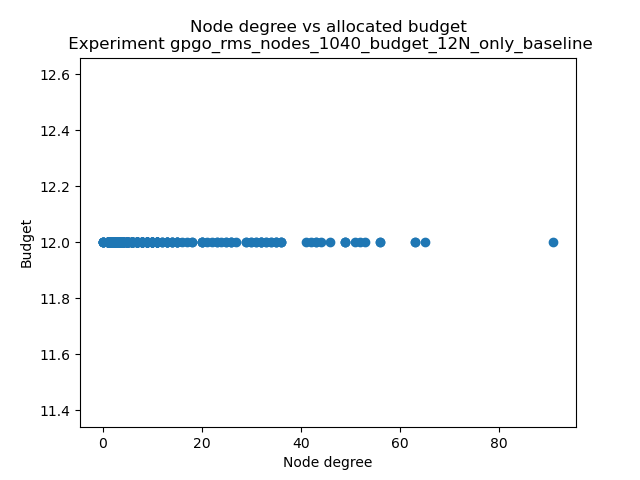 Node degree vs allocated budget
Experiment gpgo_rms_nodes_1040_budget_12N_only_baseline
12.6
12.4
12.2
12.0
11.8
11.6
11.4
Budget
0 20 40 60 80
Node degree